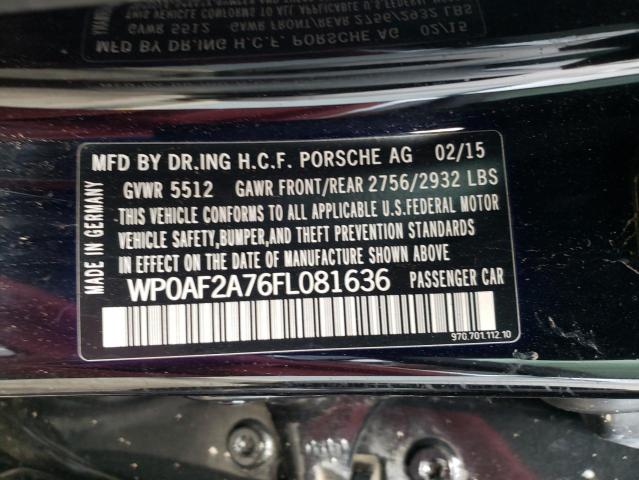 MFD BY DR.ING H.C.F. PORSCHE AG 02/15
GVWR 5512 GAWR FRONT/REAR 2756/2932 LBS
THIS VEHICLE CONFORMS TO ALL APPLICABLE U.S.FEDERAL MOTOR
VEHICLE SAFETY,BUMPER,AND THEFT PREVENTION STANDARDS
IN EFFECT ON THE DATE OF MANUFACTURE SHOWN ABOVE.
WP0AF2A76FL081636 PASSENGER CAR
970.701.112.10
MADE IN GERMANY